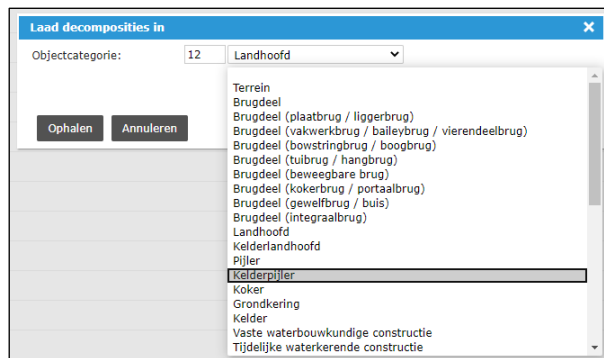 Laad decomposities in
Objectcategorie: 12 Landhoofd
Terrein
Brugdeel
Brugdeel (plaatbrug / liggerbrug)
Brugdeel (vakwerkbrug / baileybrug / vierendeelbrug)
Brugdeel (bowstringbrug / boogbrug)
Brugdeel (tuibrug / hangbrug)
Brugdeel (beweegbare brug)
Brugdeel (kokerbrug / portaalbrug)
Brugdeel (gewelfbrug / buis)
Brugdeel (integraalbrug)
Landhoofd
Kelderlandhoofd
Pijler
Kelderpijler
Koker
Grondkering
Kelder
Vaste waterbouwkundige constructie
Tijdelijke waterkerende constructie
Ophalen Annuleren